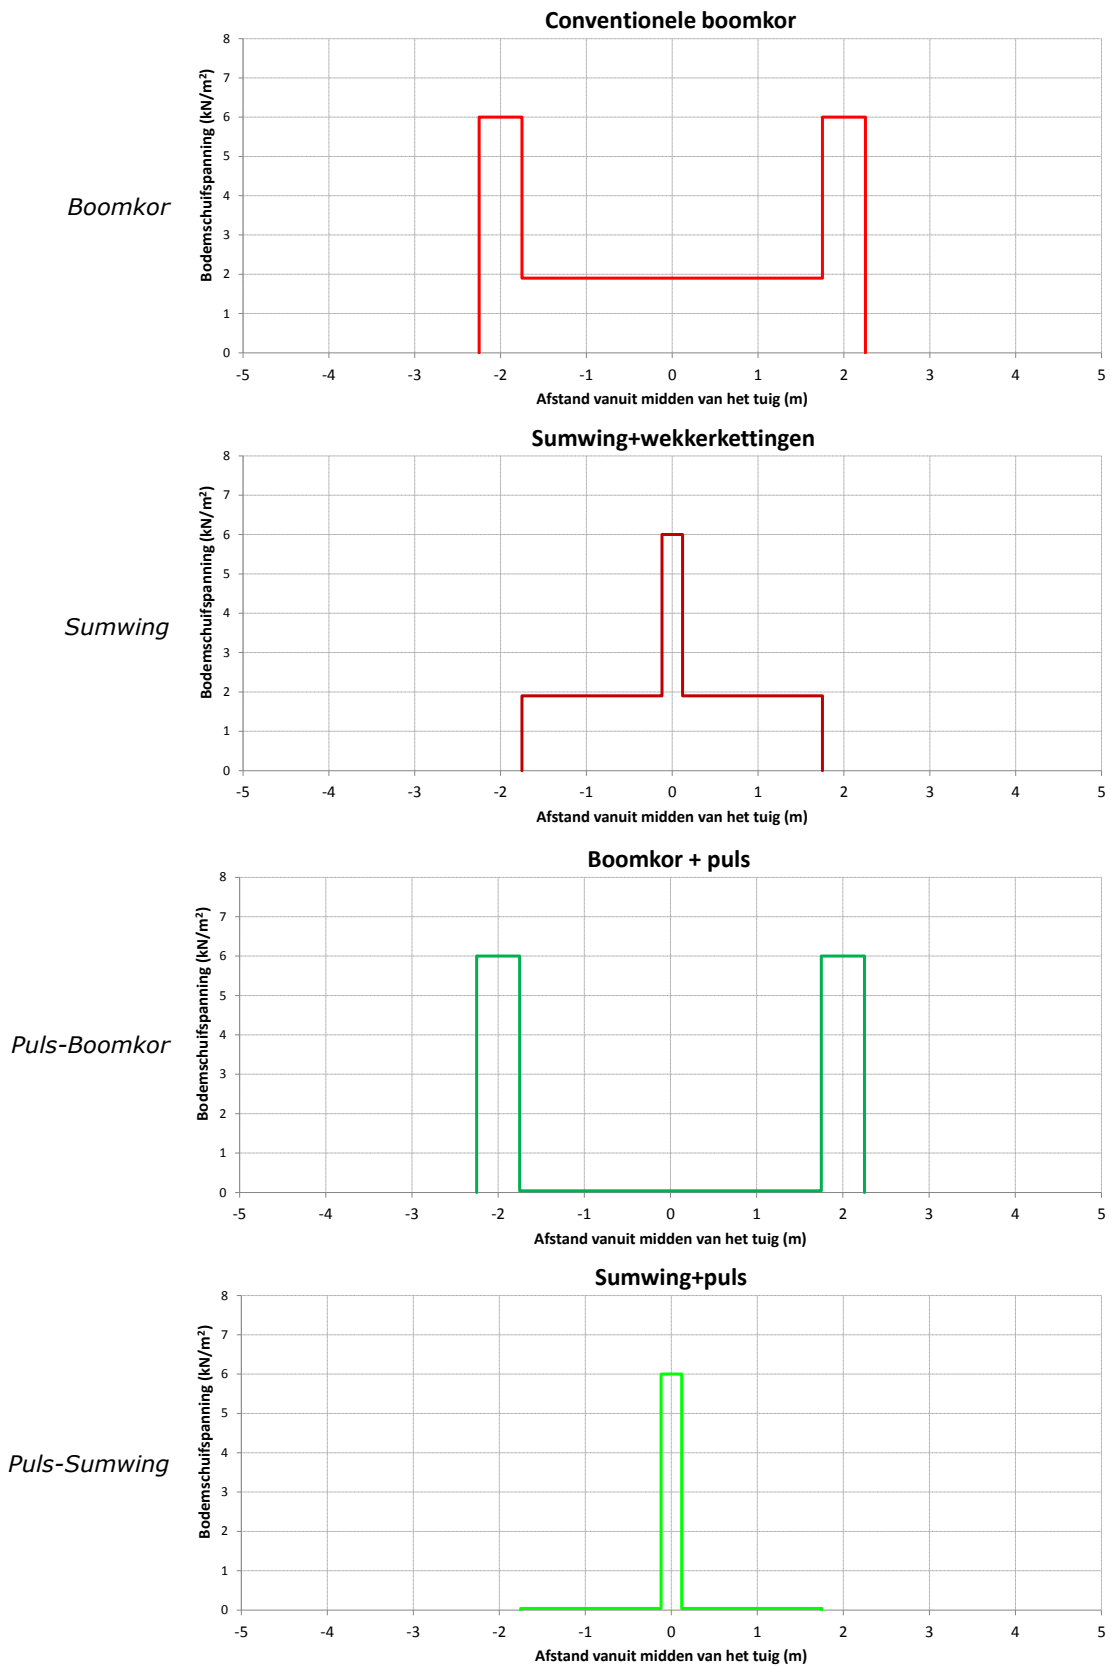 Conventionele boomkor
Boomkor
Bodemschuifspanning (kN/m²)
8
7
6
5
4
3
2
1
0
-5 -4 -3 -2 -1 0 1 2 3 4 5
Afstand vanuit midden van het tuig (m)
Sumwing+wekkerkettingen
Sumwing
Bodemschuifspanning (kN/m²)
8
7
6
5
4
3
2
1
0
-5 -4 -3 -2 -1 0 1 2 3 4 5
Afstand vanuit midden van het tuig (m)
Boomkor + puls
Puls-Boomkor
Bodemschuifspanning (kN/m²)
8
7
6
5
4
3
2
1
0
-5 -4 -3 -2 -1 0 1 2 3 4 5
Afstand vanuit midden van het tuig (m)
Sumwing+puls
Puls-Sumwing
Bodemschuifspanning (kN/m²)
8
7
6
5
4
3
2
1
0
-5 -4 -3 -2 -1 0 1 2 3 4 5
Afstand vanuit midden van het tuig (m)